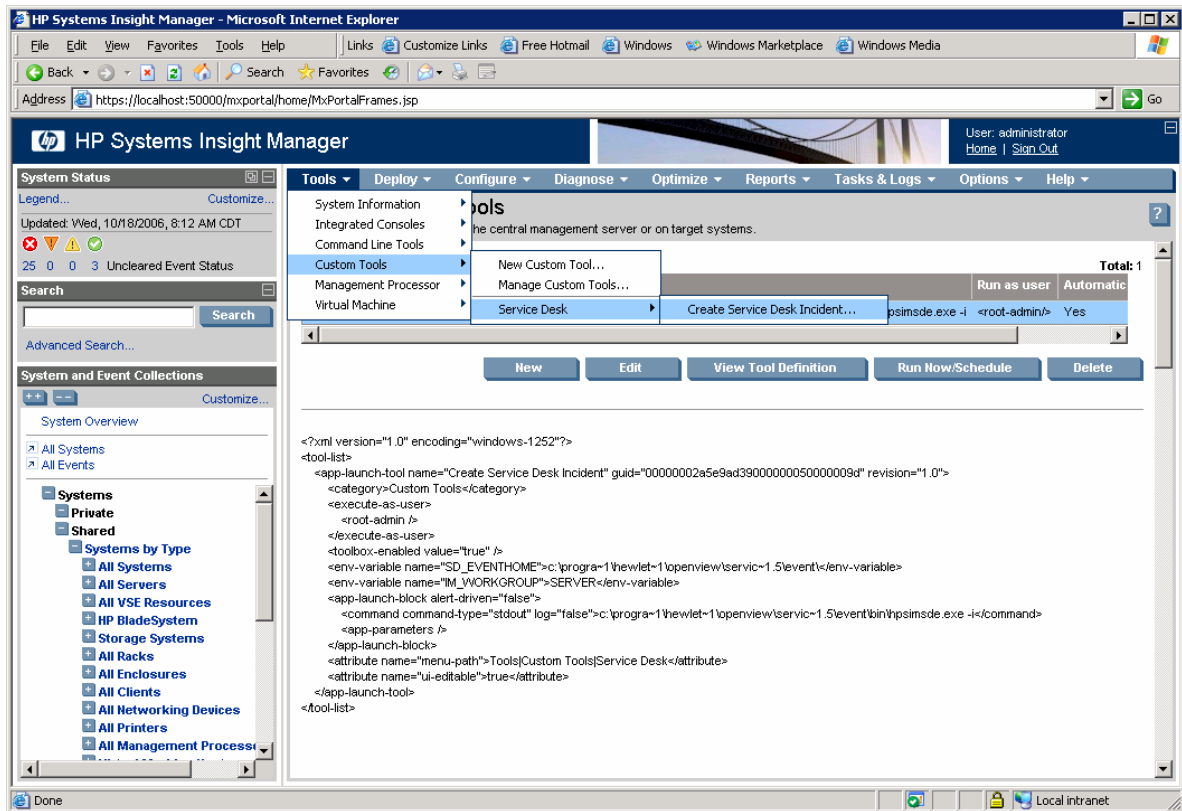 HP Systems Insight Manager - Microsoft Internet Explorer
File Edit View Favorites Tools Help Links Customize Links Free Hotmail Windows Windows Marketplace Windows Media
Back Search Favorites
Address https://localhost:50000/mxportal/home/MxPortalFrames.jsp Go
hp HP Systems Insight Manager
User: administrator
Home | Sign Out
System Status
Legend... Customize...
Updated: Wed, 10/18/2006, 8:12 AM CDT
25 0 0 3 Uncleared Event Status
Search
Search
Advanced Search...
System and Event Collections
++ -- Customize...
System Overview
All Systems
All Events
Systems
Private
Shared
Systems by Type
All Systems
All Servers
All VSE Resources
HP BladeSystem
Storage Systems
All Racks
All Enclosures
All Clients
All Networking Devices
All Printers
All Management Process
Tools Deploy Configure Diagnose Optimize Reports Tasks & Logs Options Help
System Information
Integrated Consoles
Command Line Tools
Custom Tools
Management Processor
Virtual Machine
New Custom Tool...
Manage Custom Tools...
Service Desk
Create Service Desk Incident...
ools ?
he central management server or on target systems.
Total: 1
Run as user Automatic
psimsde.exe -i <root-admin/> Yes
New Edit View Tool Definition Run Now/Schedule Delete
<?xml version="1.0" encoding="windows-1252"?>
<tool-list>
<app-launch-tool name="Create Service Desk Incident" guid="00000002a5e9ad39000000050000009d" revision="1.0">
<category>Custom Tools</category>
<execute-as-user>
<root-admin />
</execute-as-user>
<toolbox-enabled value="true" />
<env-variable name="SD_EVENTHOME">c:\progra~1\hewlet~1\openview\servic~1.5\event\</env-variable>
<env-variable name="IM_WORKGROUP">SERVER</env-variable>
<app-launch-block alert-driven="false">
<command command-type="stdout" log="false">c:\progra~1\hewlet~1\openview\servic~1.5\event\bin\hpsimsde.exe -i</command>
<app-parameters />
</app-launch-block>
<attribute name="menu-path">Tools|Custom Tools|Service Desk</attribute>
<attribute name="ui-editable">true</attribute>
</app-launch-tool>
</tool-list>
Done Local intranet